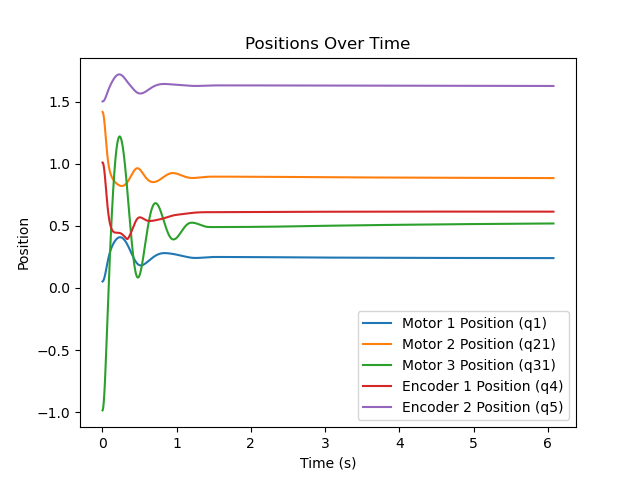 Positions Over Time
Position
1.5
1.0
0.5
0.0
−0.5
−1.0
Motor 1 Position (q1)
Motor 2 Position (q21)
Motor 3 Position (q31)
Encoder 1 Position (q4)
Encoder 2 Position (q5)
0 1 2 3 4 5 6
Time (s)